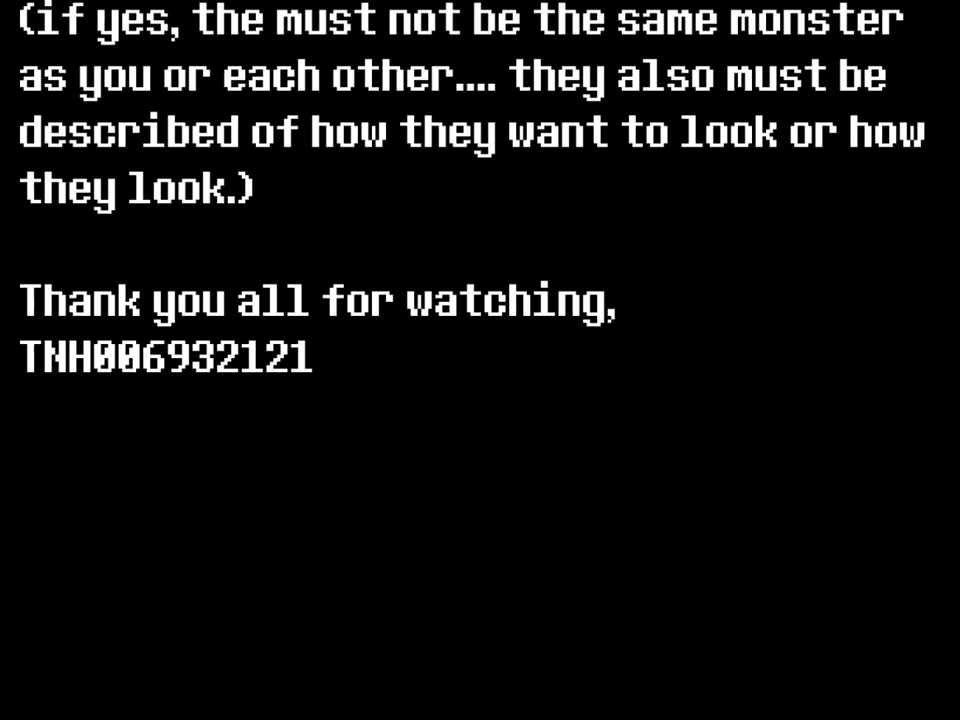 (if yes, the must not be the same monster
as you or each other.... they also must be
described of how they want to look or how
they look.)
Thank you all for watching,
TNH006932121